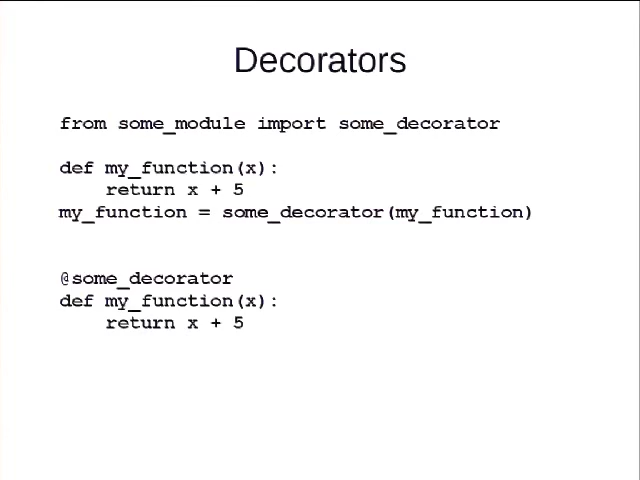 Decorators
from some_module import some_decorator
def my_function(x):
    return x + 5
my_function = some_decorator(my_function)
@some_decorator
def my_function(x):
    return x + 5